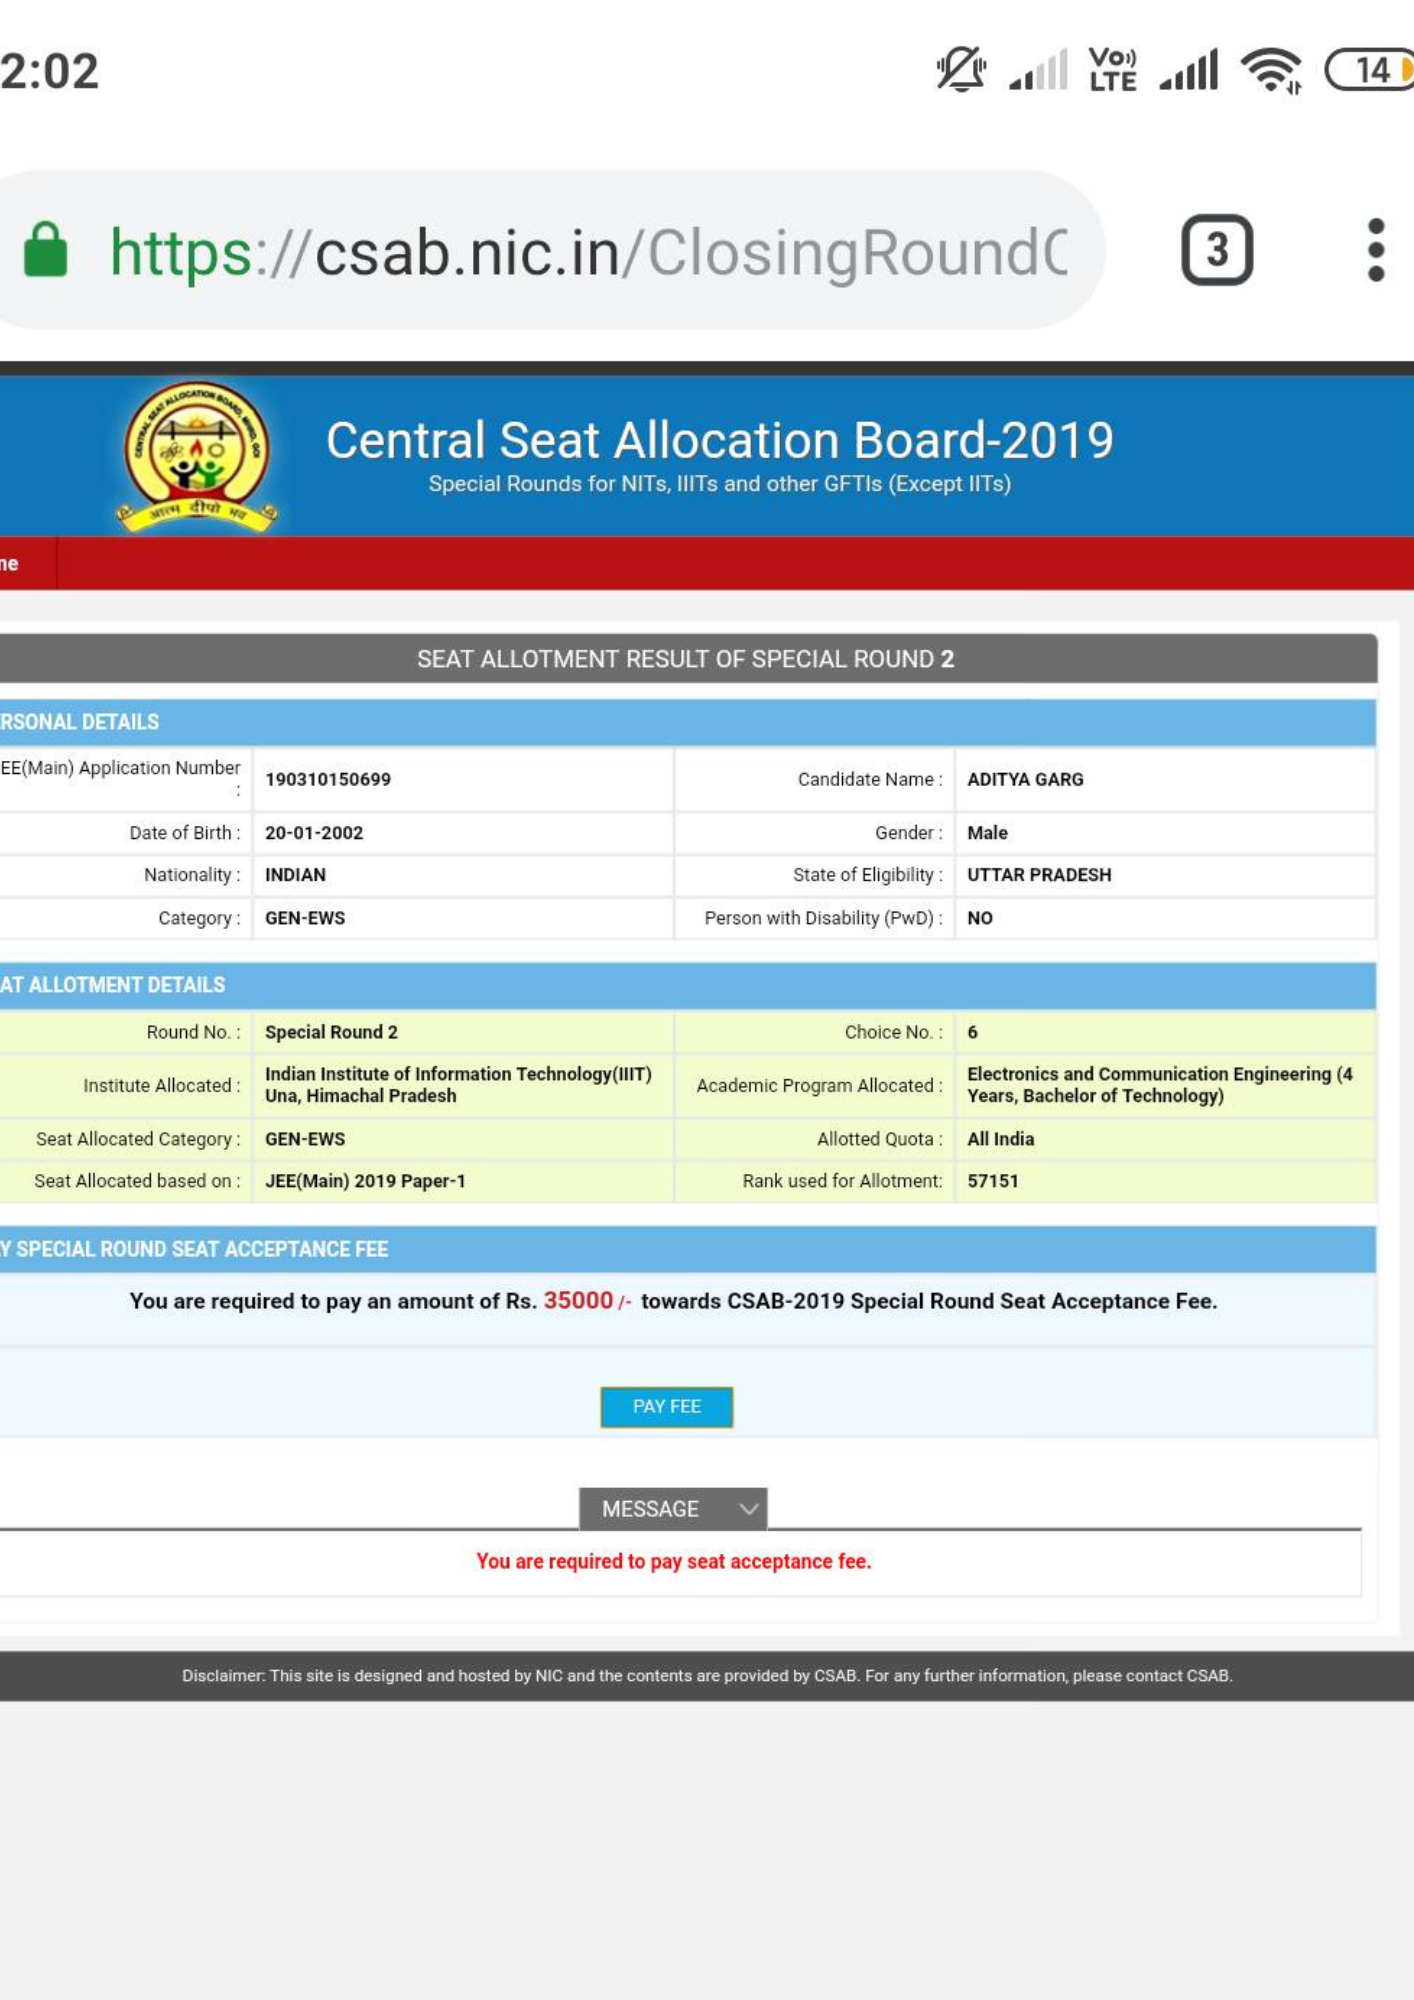 2:02
Vo)) LTE
14
https://csab.nic.in/ClosingRoundC
3
Central Seat Allocation Board-2019
Special Rounds for NITs, IIITs and other GFTIs (Except IITs)
CENTRAL SEAT ALLOCATION BOARD,
आत्म दीपो भव
ne
SEAT ALLOTMENT RESULT OF SPECIAL ROUND 2
ERSONAL DETAILS
EE(Main) Application Number : 190310150699 Candidate Name : ADITYA GARG
Date of Birth : 20-01-2002 Gender : Male
Nationality : INDIAN State of Eligibility : UTTAR PRADESH
Category : GEN-EWS Person with Disability (PwD) : NO
AT ALLOTMENT DETAILS
Round No. : Special Round 2 Choice No. : 6
Institute Allocated : Indian Institute of Information Technology(IIIT) Una, Himachal Pradesh Academic Program Allocated : Electronics and Communication Engineering (4 Years, Bachelor of Technology)
Seat Allocated Category : GEN-EWS Allotted Quota : All India
Seat Allocated based on : JEE(Main) 2019 Paper-1 Rank used for Allotment: 57151
Y SPECIAL ROUND SEAT ACCEPTANCE FEE
You are required to pay an amount of Rs. 35000 /- towards CSAB-2019 Special Round Seat Acceptance Fee.
PAY FEE
MESSAGE
You are required to pay seat acceptance fee.
Disclaimer: This site is designed and hosted by NIC and the contents are provided by CSAB. For any further information, please contact CSAB.